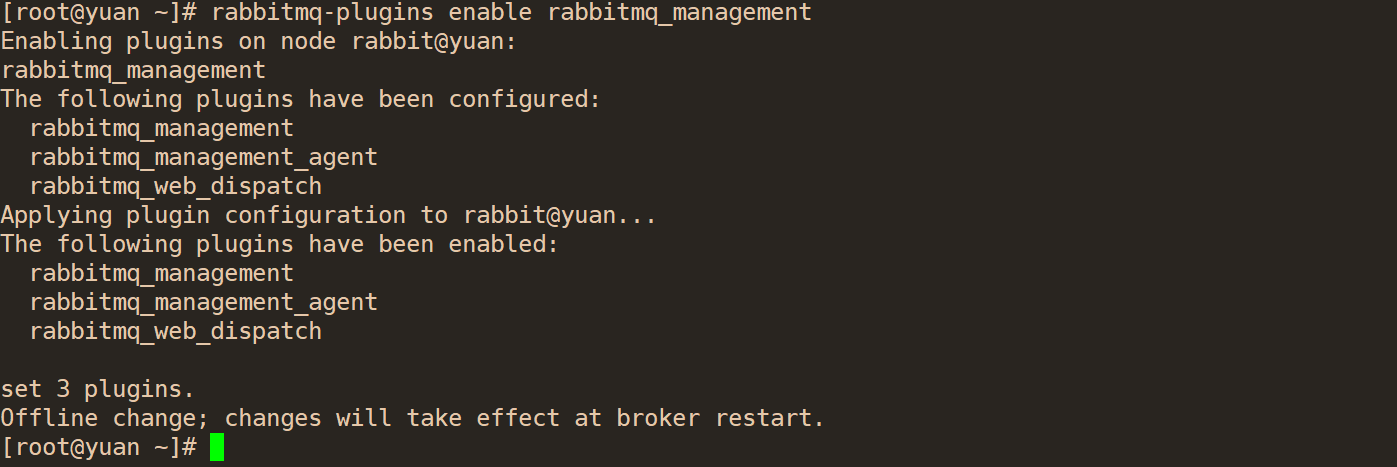 [root@yuan ~]# rabbitmq-plugins enable rabbitmq_management
Enabling plugins on node rabbit@yuan:
rabbitmq_management
The following plugins have been configured:
  rabbitmq_management
  rabbitmq_management_agent
  rabbitmq_web_dispatch
Applying plugin configuration to rabbit@yuan...
The following plugins have been enabled:
  rabbitmq_management
  rabbitmq_management_agent
  rabbitmq_web_dispatch

set 3 plugins.
Offline change; changes will take effect at broker restart.
[root@yuan ~]#